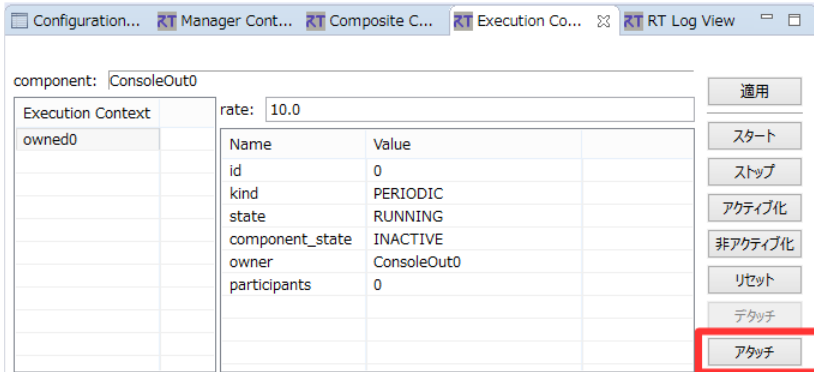 Configuration... RT Manager Cont... RT Composite C... RT Execution Co... RT RT Log View
component: ConsoleOut0
適用
Execution Context
rate: 10.0
owned0
Name Value
スタート
id 0
ストップ
kind PERIODIC
state RUNNING
アクティブ化
component_state INACTIVE
非アクティブ化
owner ConsoleOut0
participants 0
リセット
デタッチ
アタッチ